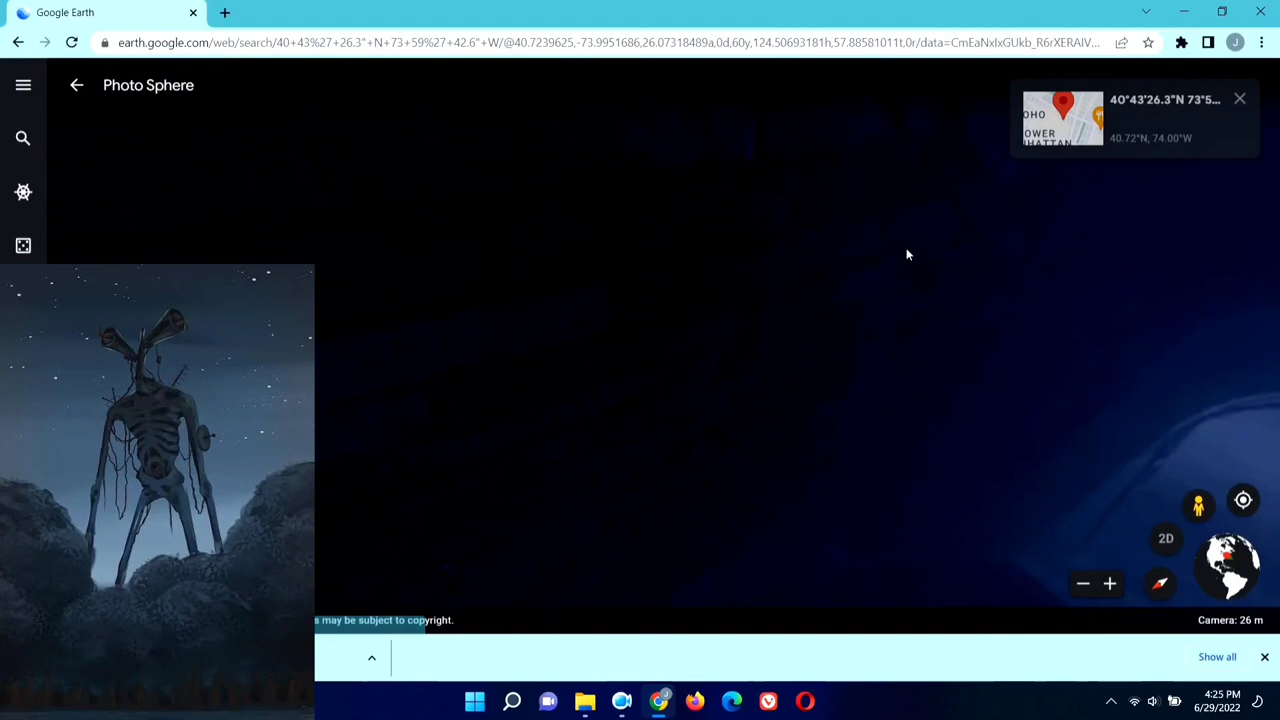 Google Earth
earth.google.com/web/search/40+43%27+26.3"+N+73+59%27+42.6"+W/@40.7239625,-73.9951686,26.07318489a,0d,60y,124.50693181h,57.88581011t,0r/data=CmEaNxIxGUkb_R6rXERAIV...
Photo Sphere
40°43'26.3"N 73°5...
40.72°N, 74.00°W
OHO
OWER
NHATTAN
2D
s may be subject to copyright.
Camera: 26 m
Show all
4:25 PM
6/29/2022